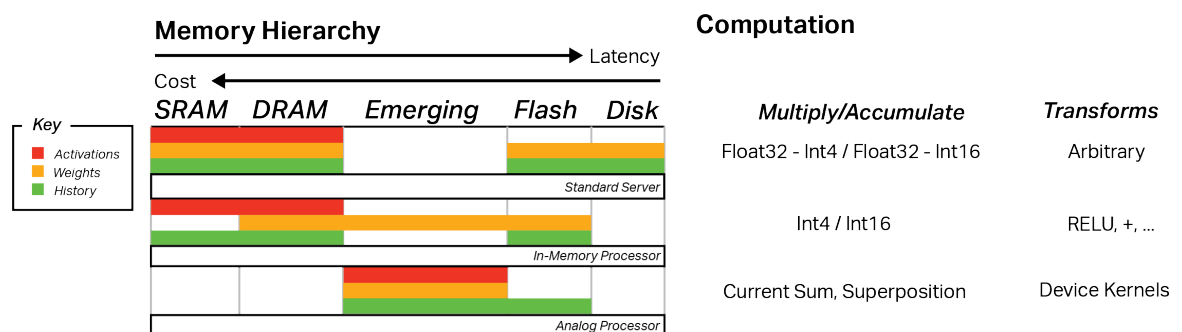 Memory Hierarchy
Computation
Latency
Cost
SRAM DRAM Emerging Flash Disk
Multiply/Accumulate Transforms
Key
Activations
Weights
History
Float32 - Int4 / Float32 - Int16 Arbitrary
Standard Server
Int4 / Int16 RELU, +, ...
In-Memory Processor
Current Sum, Superposition Device Kernels
Analog Processor